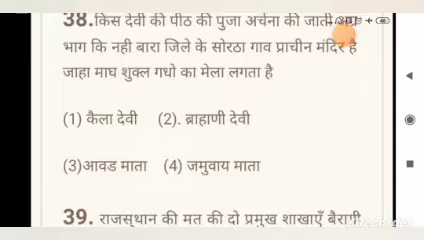 38.किस देवी की पीठ की पुजा अर्चना की जाती
भाग कि नही बारा जिले के सोरठा गाव प्राचीन मंदिर है
जाहा माघ शुक्ल गधो का मेला लगता है
(1) कैला देवी (2). ब्राहाणी देवी
(3)आवड माता (4) जमुवाय माता
39. राजस्थान की मत की दो प्रमुख शाखाएँ बैरागी